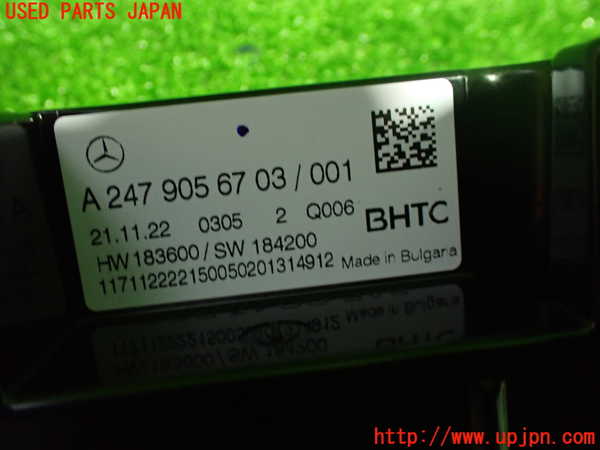 USED PARTS JAPAN
A 247 905 67 03 / 001
21.11.22 0305 2 Q006
BHTC
HW 183600 / SW 184200
117112222150050201314912 Made in Bulgaria
http://www.upjpn.com